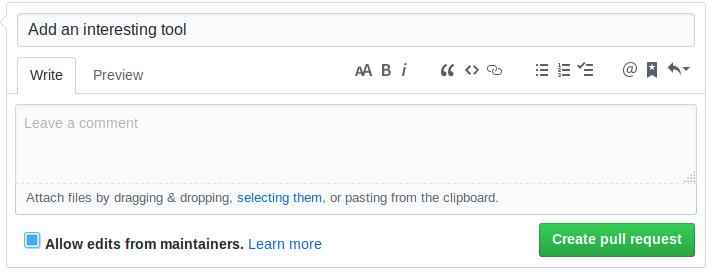 Add an interesting tool
Write Preview AA B i @
Leave a comment
Attach files by dragging & dropping, selecting them, or pasting from the clipboard.
Allow edits from maintainers. Learn more Create pull request